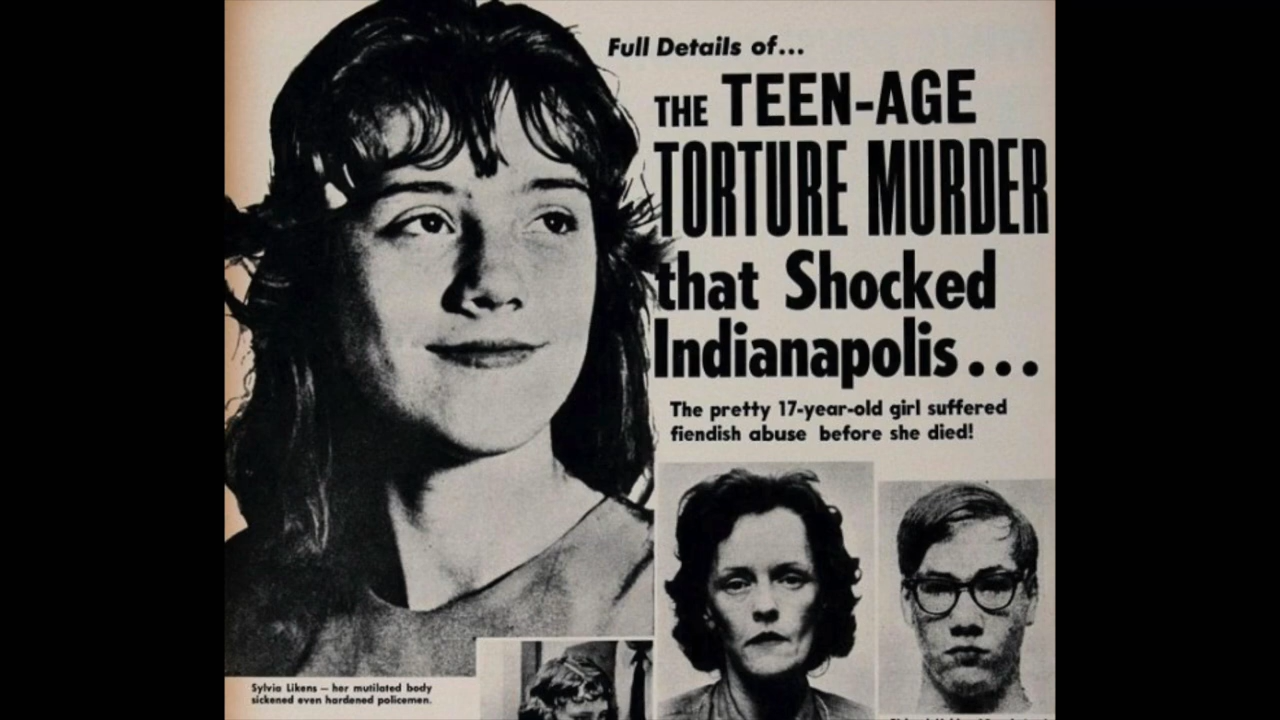 Full Details of...
THE TEEN-AGE
TORTURE MURDER
that Shocked
Indianapolis...
The pretty 17-year-old girl suffered
fiendish abuse before she died!
Sylvia Likens — her mutilated body
sickened even hardened policemen.